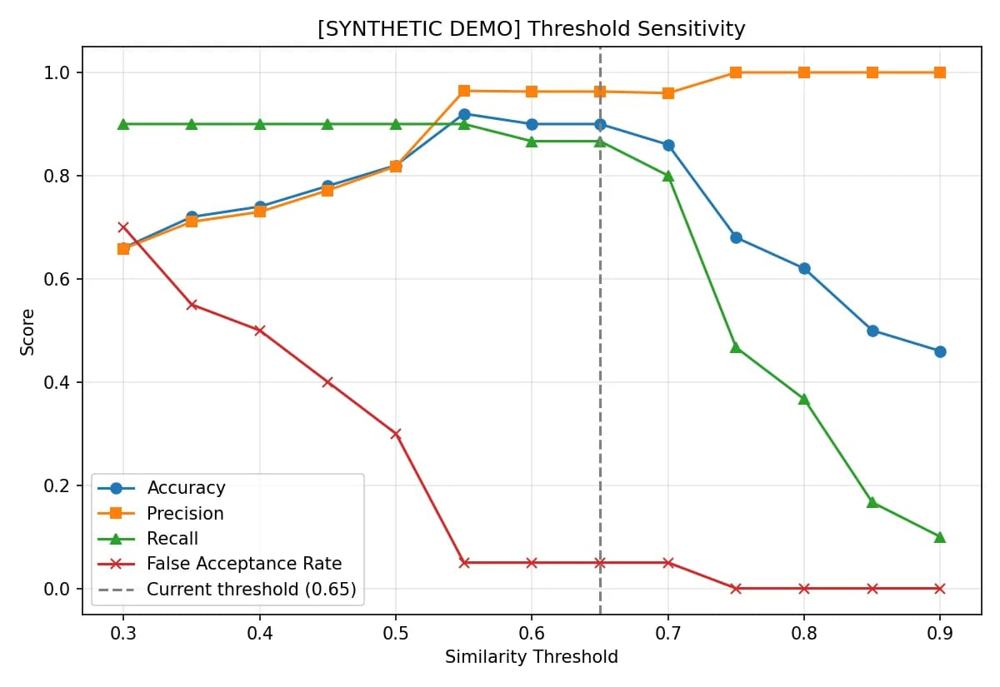 [SYNTHETIC DEMO] Threshold Sensitivity
1.0
0.8
0.6
0.4
0.2
0.0
Score
Accuracy
Precision
Recall
False Acceptance Rate
Current threshold (0.65)
0.3 0.4 0.5 0.6 0.7 0.8 0.9
Similarity Threshold